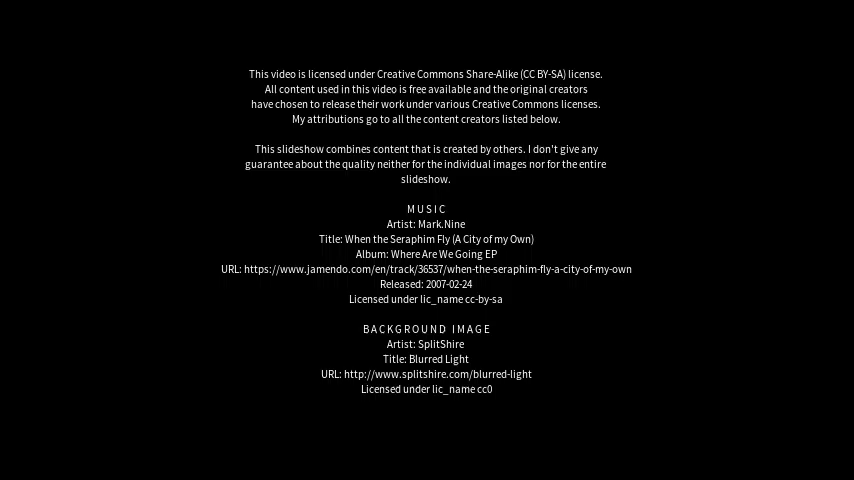 This video is licensed under Creative Commons Share-Alike (CC BY-SA) license.
All content used in this video is free available and the original creators
have chosen to release their work under various Creative Commons licenses.
My attributions go to all the content creators listed below.
This slideshow combines content that is created by others. I don't give any
guarantee about the quality neither for the individual images nor for the entire
slideshow.
MUSIC
Artist: Mark.Nine
Title: When the Seraphim Fly (A City of my Own)
Album: Where Are We Going EP
URL: https://www.jamendo.com/en/track/36537/when-the-seraphim-fly-a-city-of-my-own
Released: 2007-02-24
Licensed under lic_name cc-by-sa
BACKGROUND IMAGE
Artist: SplitShire
Title: Blurred Light
URL: http://www.splitshire.com/blurred-light
Licensed under lic_name cc0